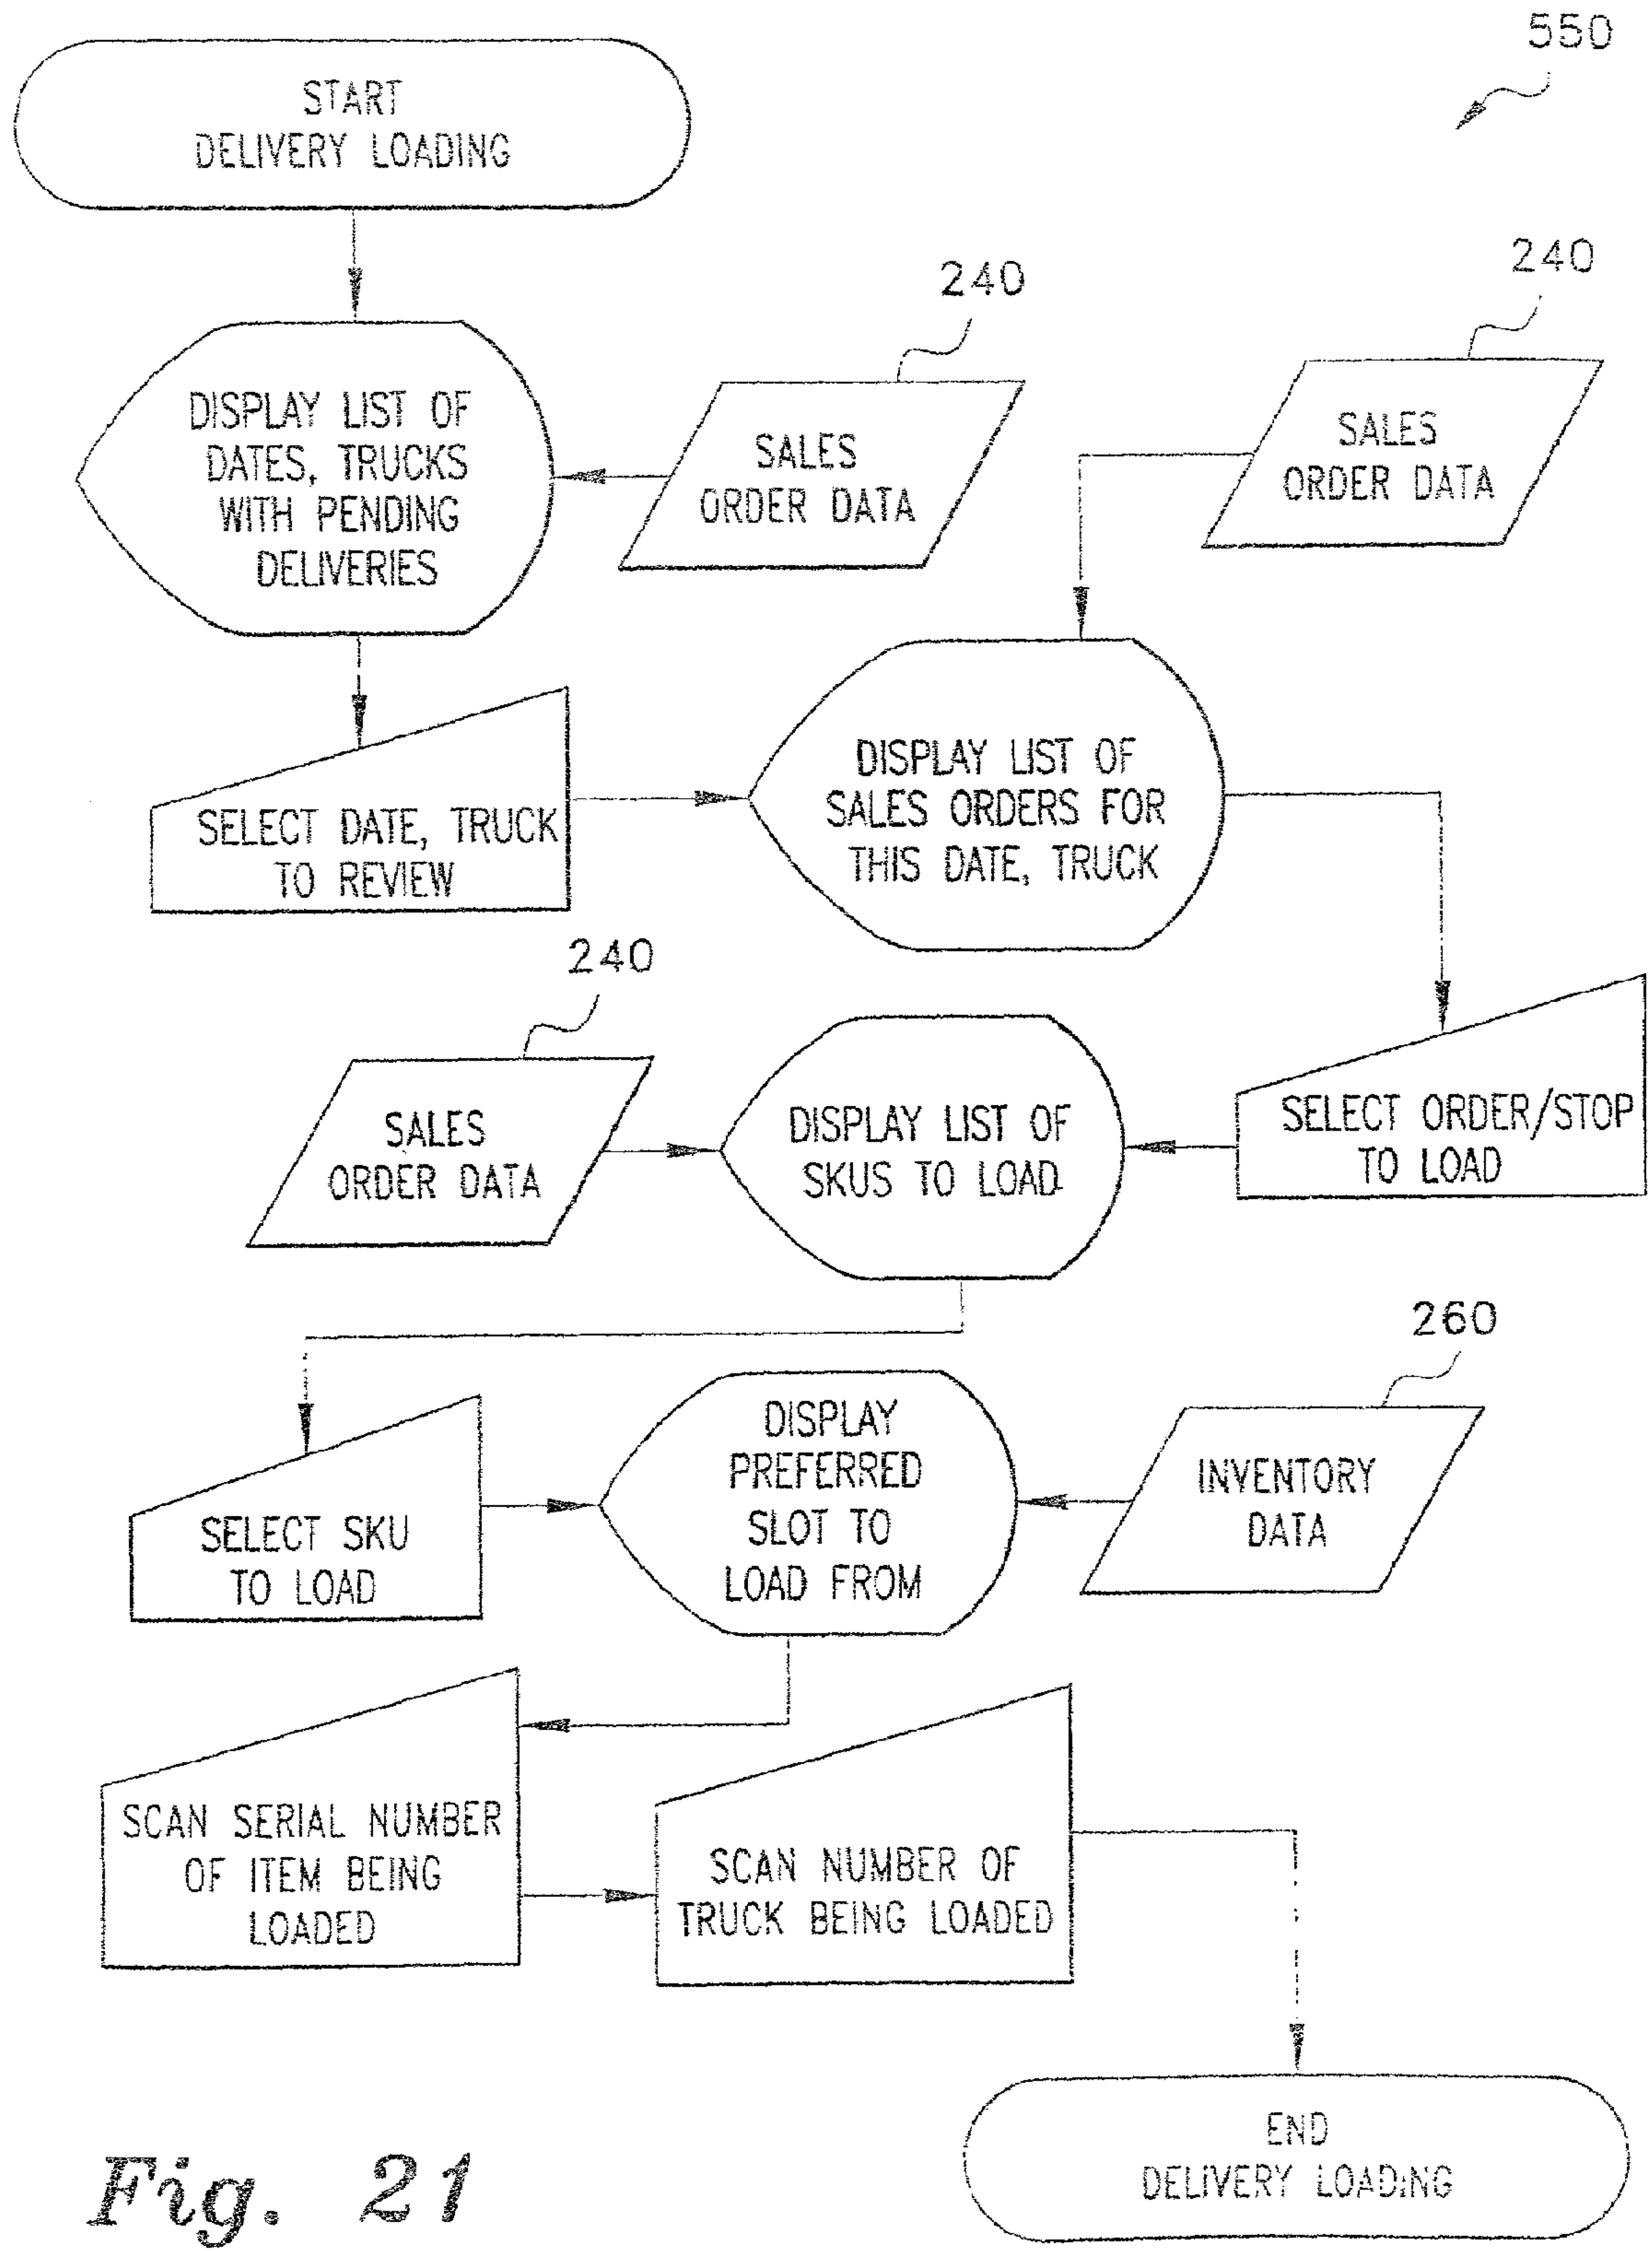 550
START
DELIVERY LOADING
240
240
DISPLAY LIST OF
DATES, TRUCKS
WITH PENDING
DELIVERIES
SALES
ORDER DATA
SALES
ORDER DATA
SELECT DATE, TRUCK
TO REVIEW
DISPLAY LIST OF
SALES ORDERS FOR
THIS DATE, TRUCK
240
SALES
ORDER DATA
DISPLAY LIST OF
SKUS TO LOAD
SELECT ORDER/STOP
TO LOAD
260
SELECT SKU
TO LOAD
DISPLAY
PREFERRED
SLOT TO
LOAD FROM
INVENTORY
DATA
SCAN SERIAL NUMBER
OF ITEM BEING
LOADED
SCAN NUMBER OF
TRUCK BEING LOADED
END
DELIVERY LOADING
Fig. 21